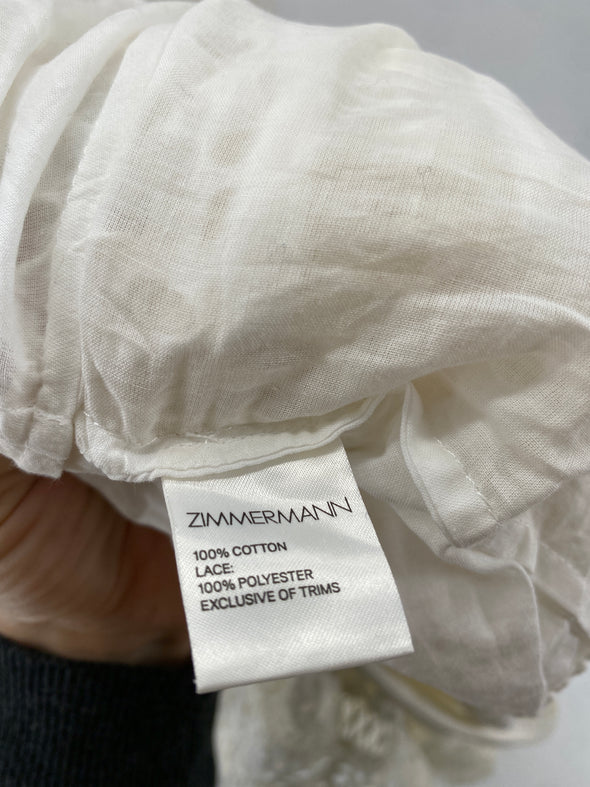 ZIMMERMANN
100% COTTON
LACE:
100% POLYESTER
EXCLUSIVE OF TRIMS